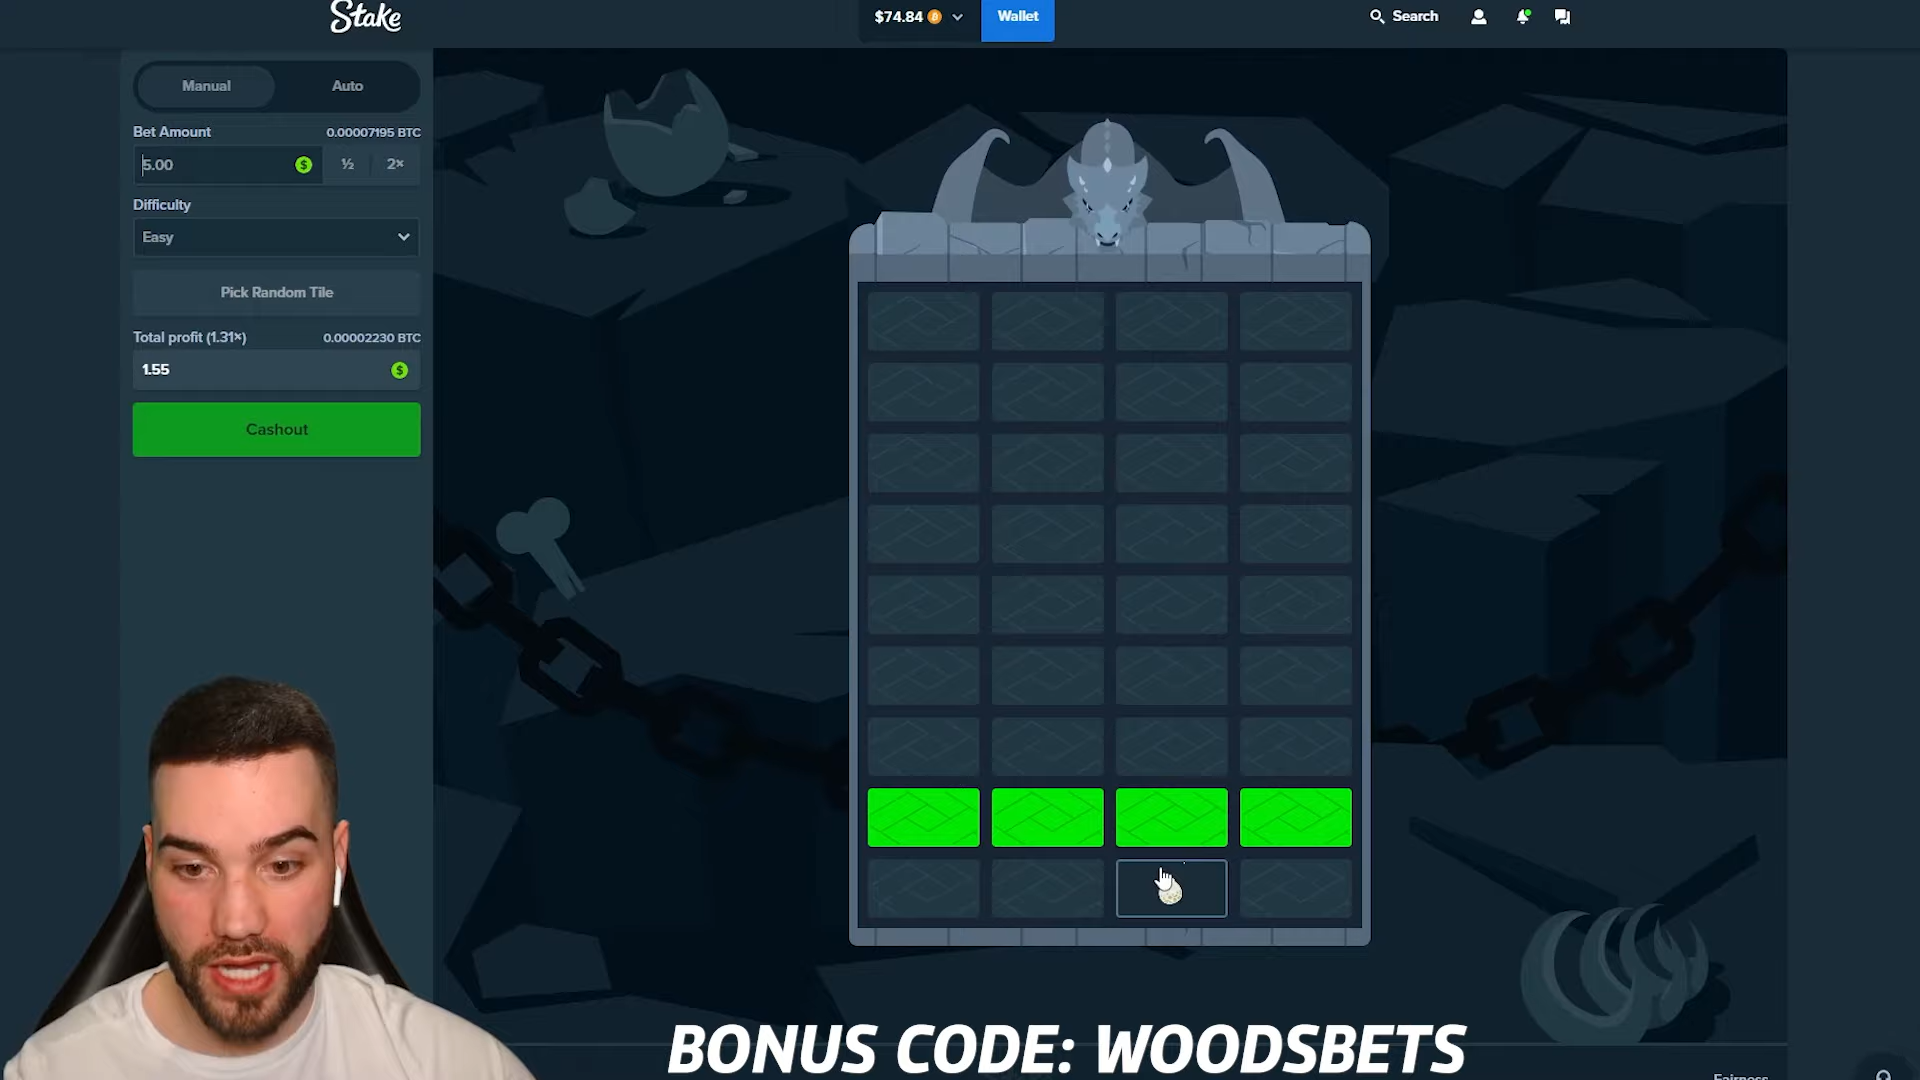 Stake
$74.84
Wallet
Search
Manual
Auto
Bet Amount
0.00007195 BTC
5.00
½
2×
Difficulty
Easy
Pick Random Tile
Total profit (1.31×)
0.00002230 BTC
1.55
Cashout
BONUS CODE: WOODSBETS
Fairness